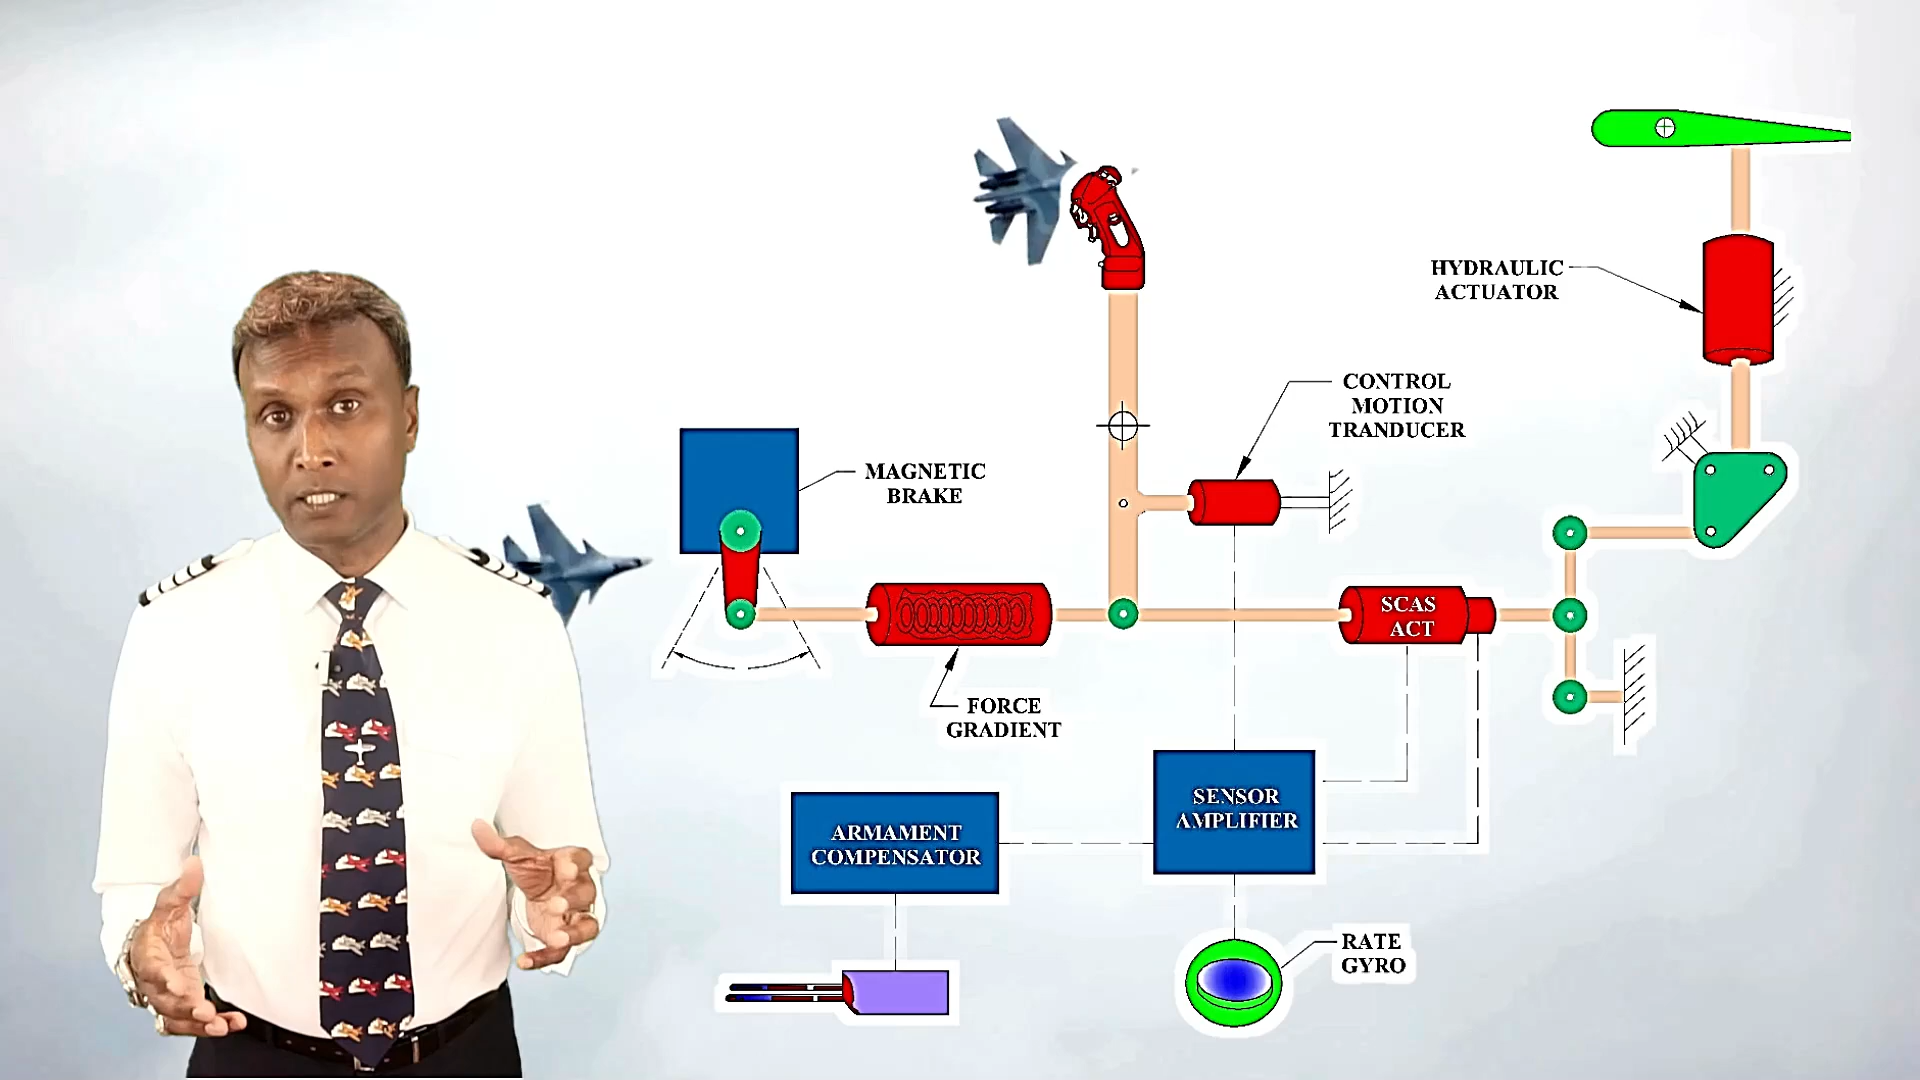 HYDRAULIC
ACTUATOR
CONTROL
MOTION
TRANDUCER
MAGNETIC
BRAKE
SCAS
ACT
FORCE
GRADIENT
SENSOR
AMPLIFIER
ARMAMENT
COMPENSATOR
RATE
GYRO